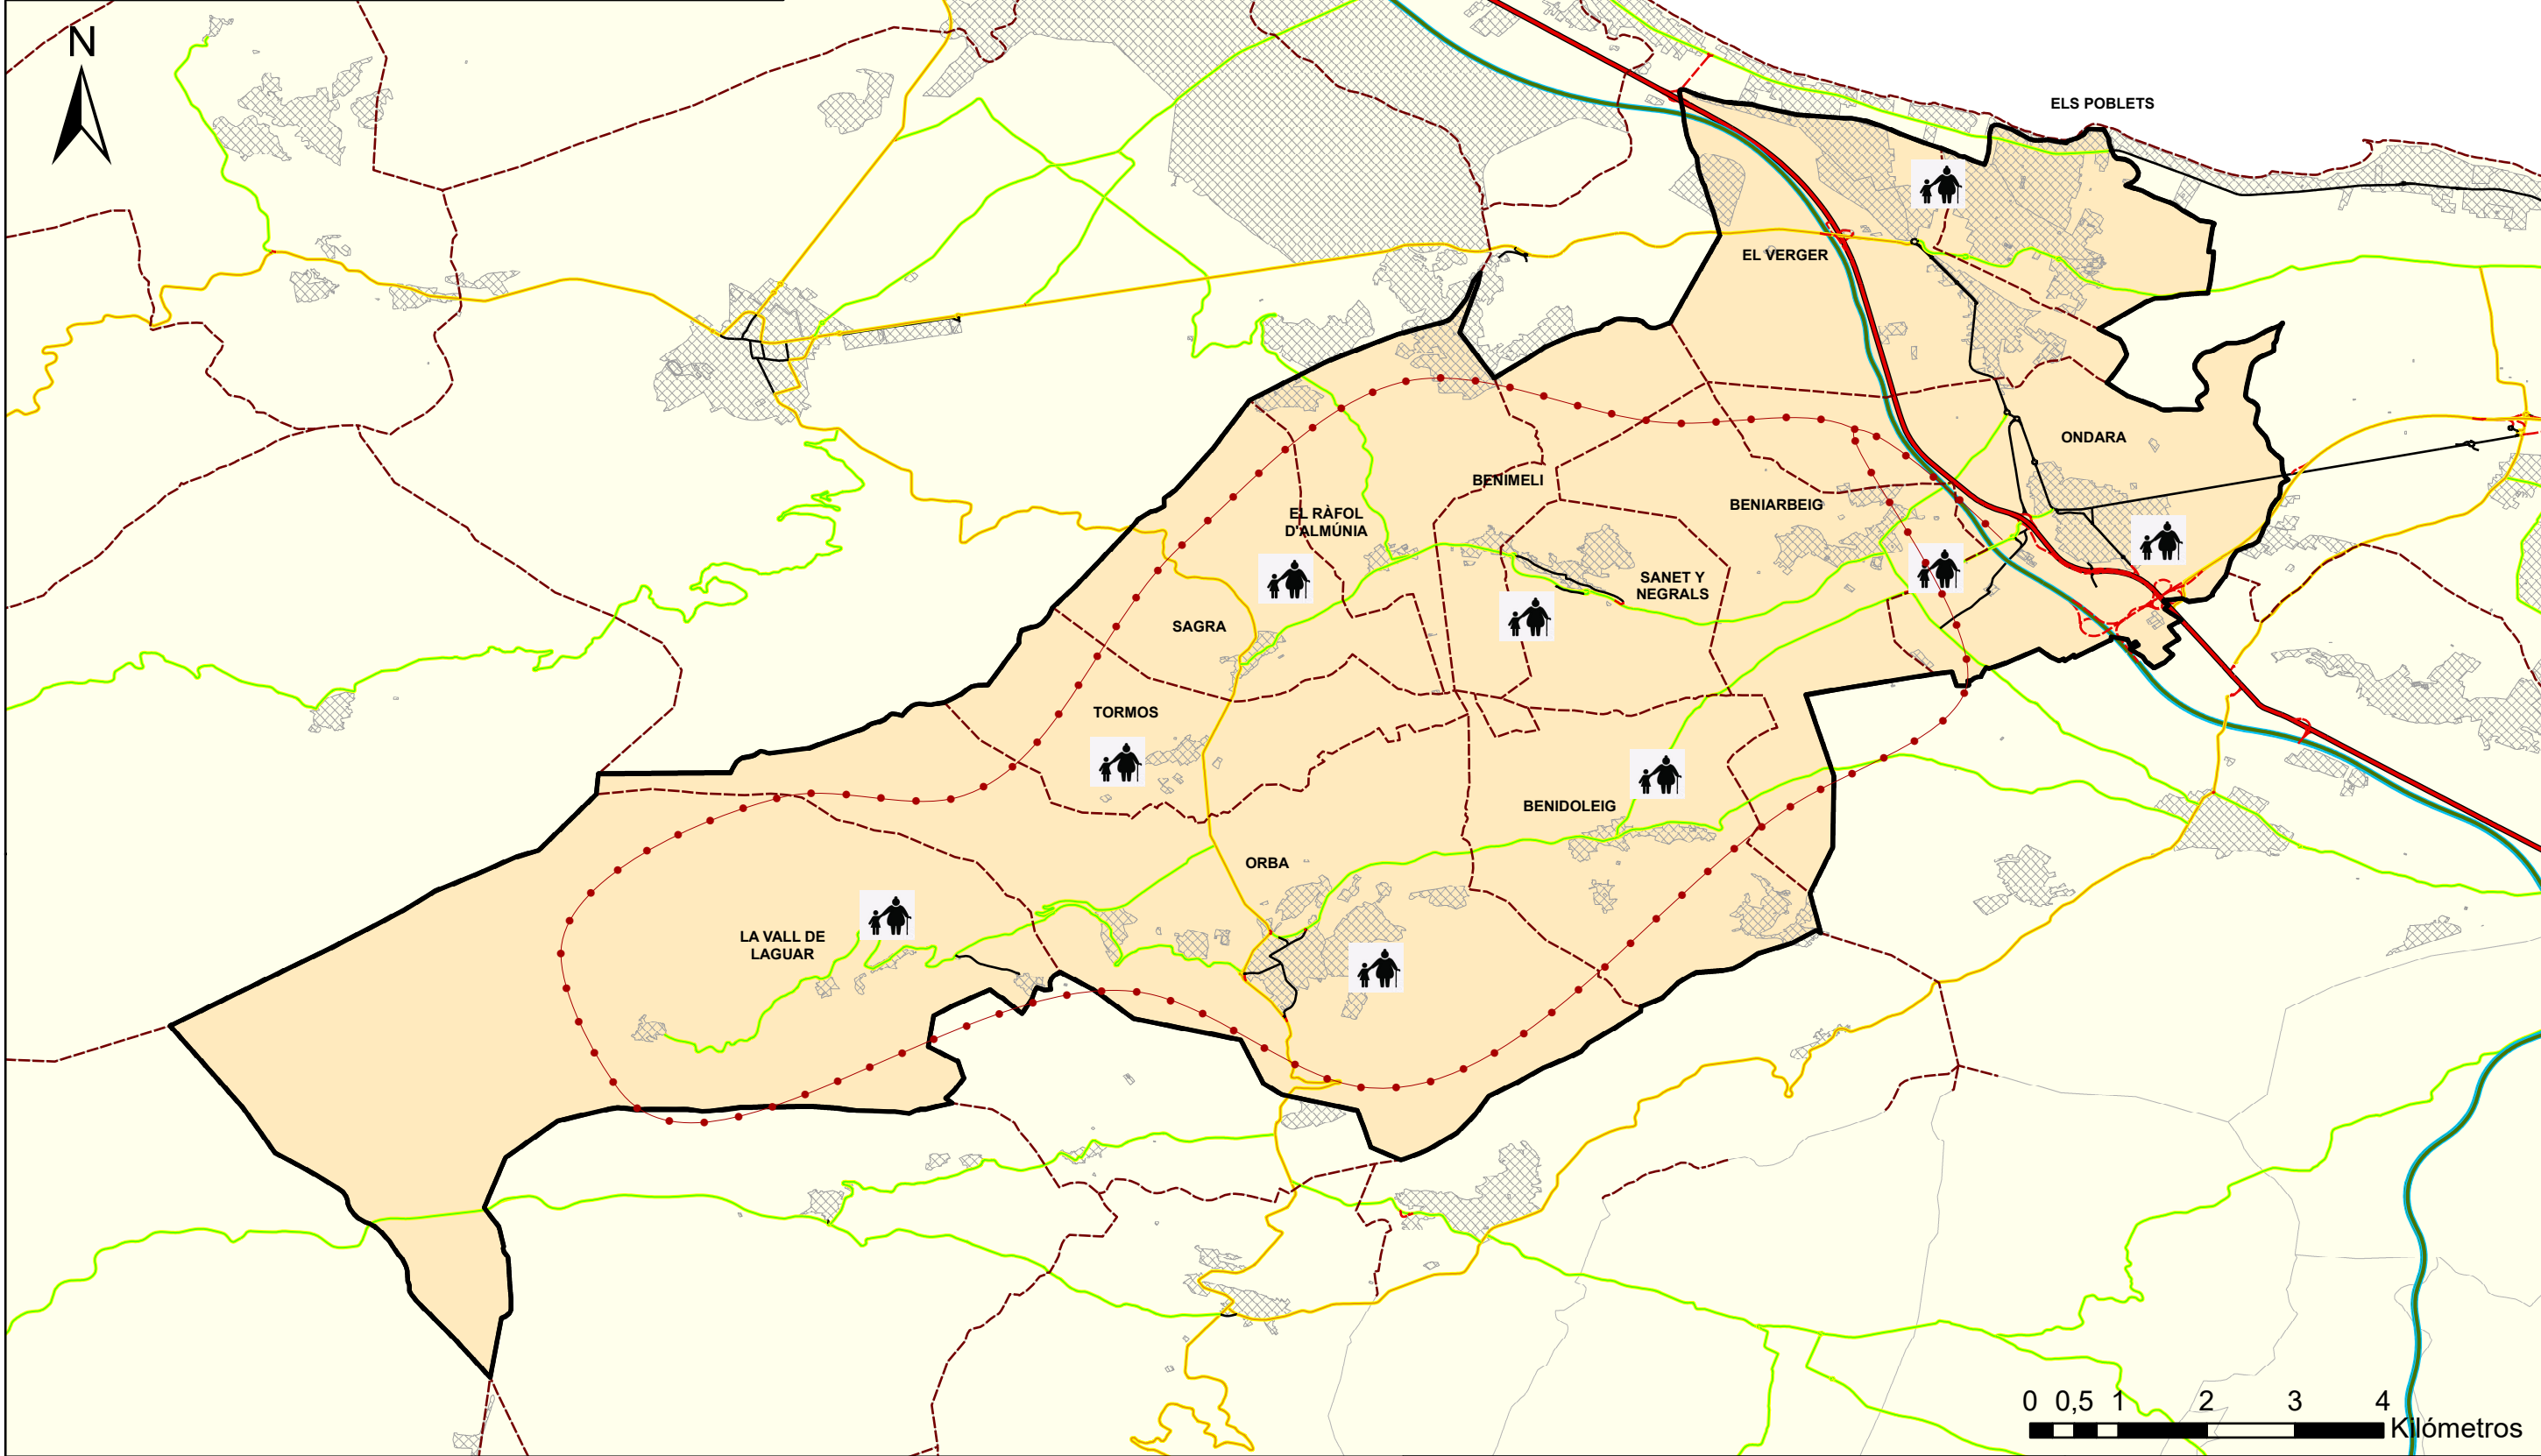 N
ELS POBLETS
EL VERGER
ONDARA
BENIMELI
BENIARBEIG
EL RÀFOL
D'ALMÚNIA
SANET Y
NEGRALS
SAGRA
TORMOS
BENIDOLEIG
ORBA
LA VALL DE
LAGUAR
0 0,5 1 2 3 4
Kilómetros